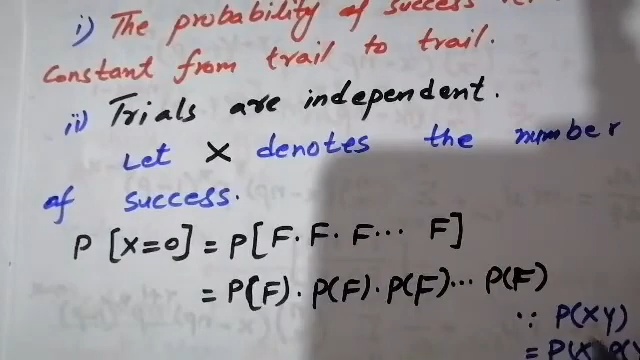 i) The probability of success
constant from trail to trail.
ii) Trials are independent.
Let X denotes the number
of success.
P [X=0] = P[F. F. F... F]
= P(F). P(F). P(F)... P(F)
∵ P(XY)
= P(X